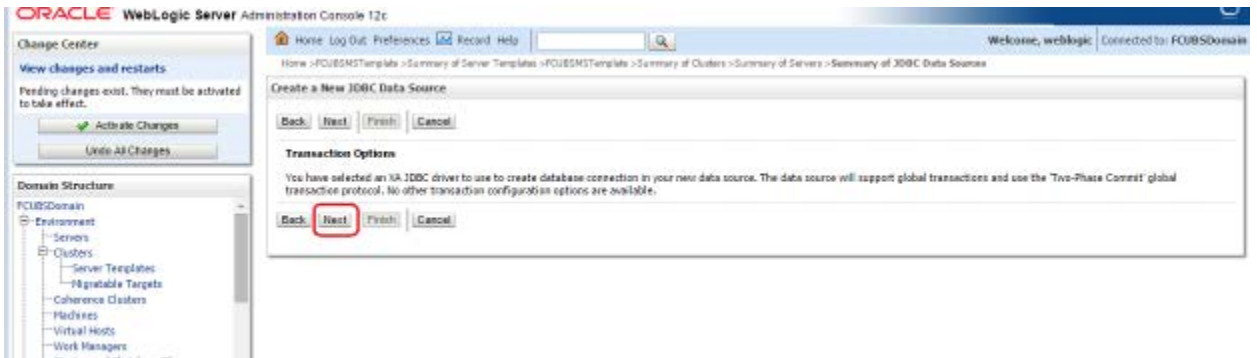 ORACLE WebLogic Server Administration Console 12c
Change Center
View changes and restarts
Pending changes exist. They must be activated
to take effect.
Activate Changes
Undo All Changes
Domain Structure
FCUBSDomain
Environment
Servers
Clusters
Server Templates
Migratable Targets
Coherence Clusters
Machines
Virtual Hosts
Work Managers
Home Log Out Preferences Record Help
Welcome, weblogic Connected to: FCUBSDomain
Home >FCUBSMSTemplate >Summary of Server Templates >FCUBSMSTemplate >Summary of Clusters >Summary of Servers >Summary of JDBC Data Sources
Create a New JDBC Data Source
Back Next Finish Cancel
Transaction Options
You have selected an XA JDBC driver to use to create database connection in your new data source. The data source will support global transactions and use the 'Two-Phase Commit' global
transaction protocol. No other transaction configuration options are available.
Back Next Finish Cancel